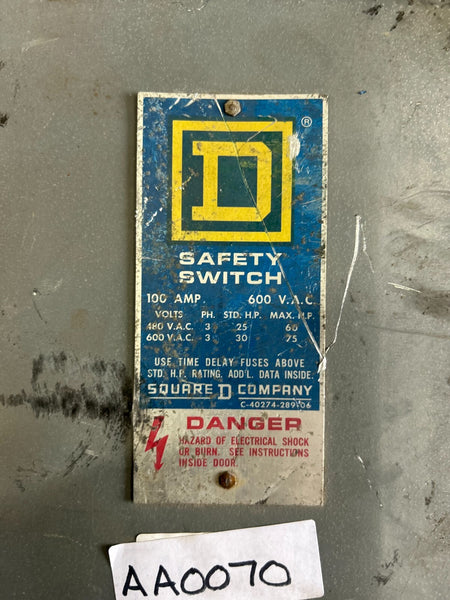 D
®
SAFETY
SWITCH
100 AMP. 600 V.A.C.
VOLTS PH. STD. H.P. MAX. H.P.
480 V.A.C. 3 25 60
600 V.A.C. 3 30 75
USE TIME DELAY FUSES ABOVE
STD. H.P. RATING. ADD'L. DATA INSIDE.
SQUARE D COMPANY
C-40274-289-06
DANGER
HAZARD OF ELECTRICAL SHOCK
OR BURN. SEE INSTRUCTIONS
INSIDE DOOR.
AA0070